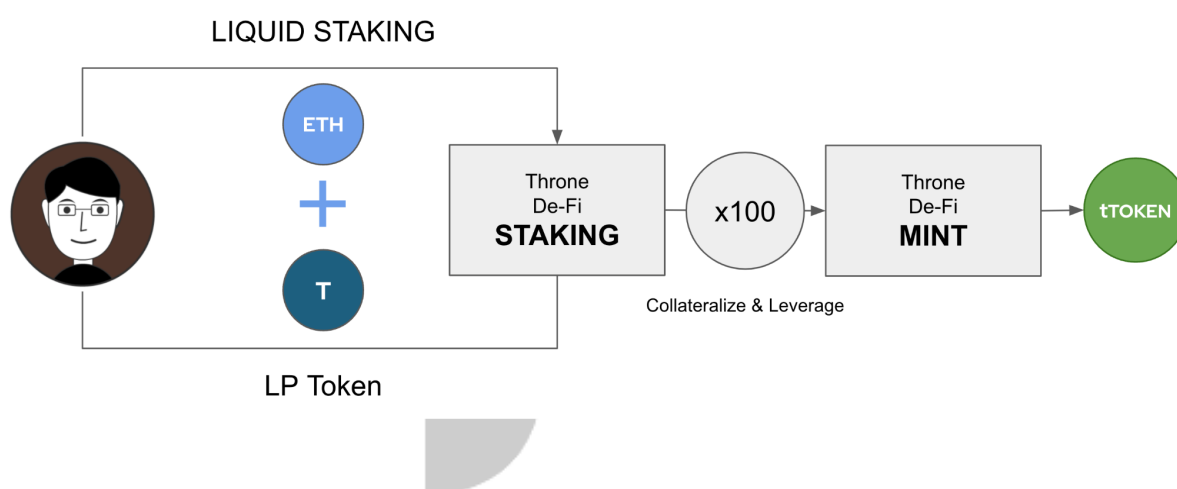 LIQUID STAKING
ETH
T
LP Token
Throne
De-Fi
STAKING
x100
Collateralize & Leverage
Throne
De-Fi
MINT
tTOKEN